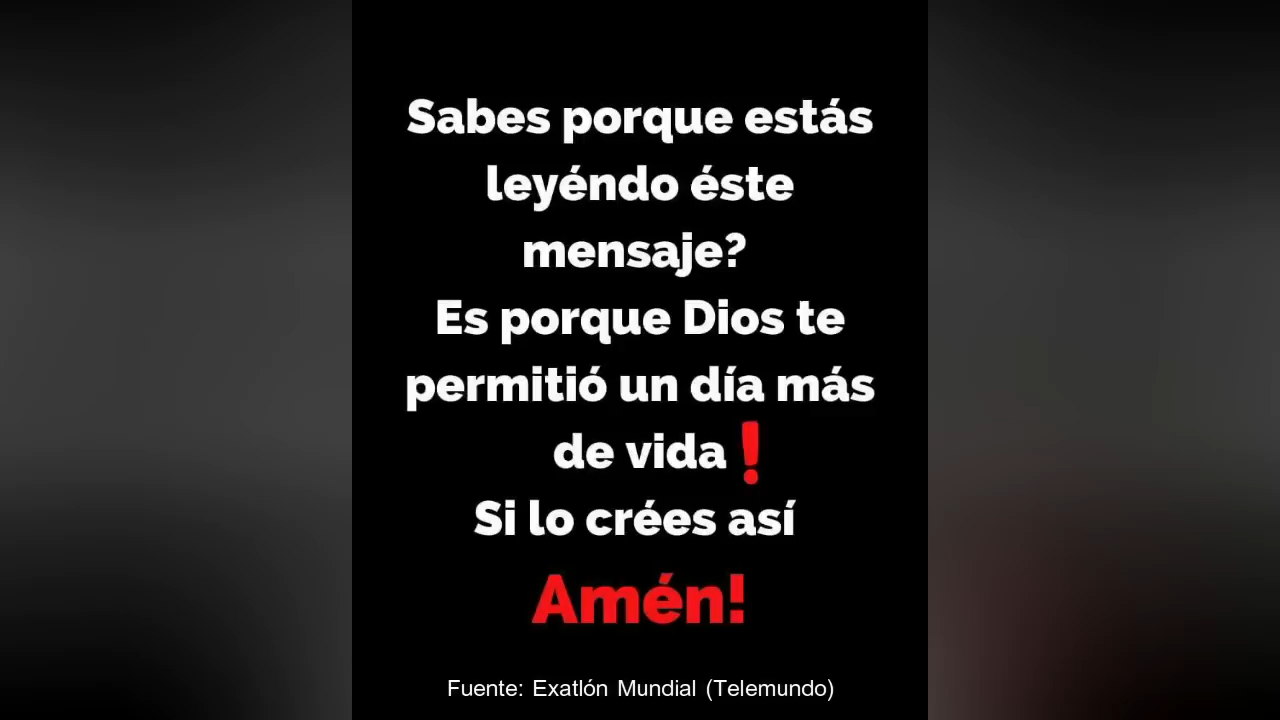 Sabes porque estás
leyéndo éste
mensaje?
Es porque Dios te
permitió un día más
de vida❗
Si lo crées así
Amén!
Fuente: Exatlón Mundial (Telemundo)